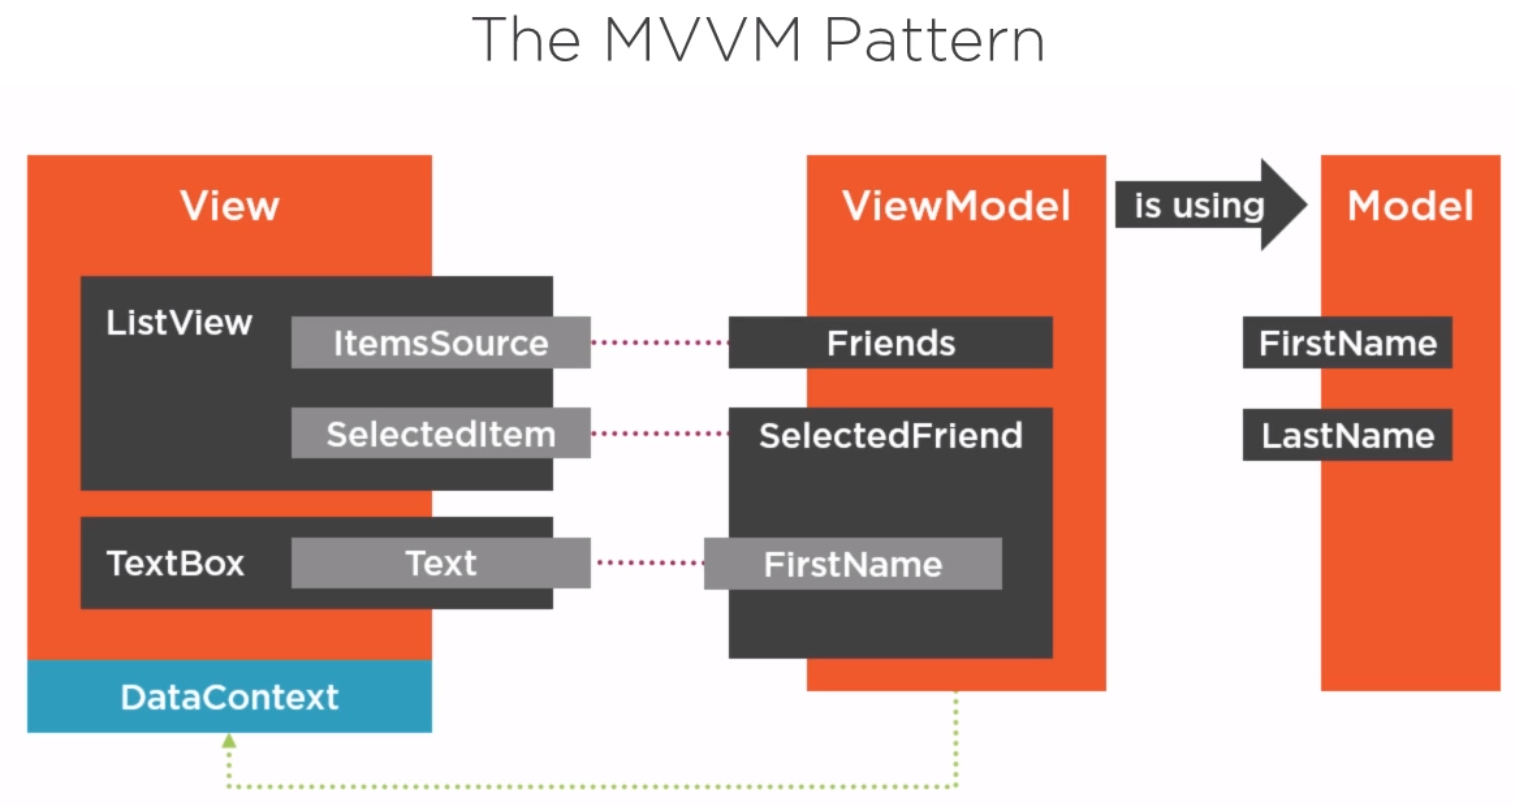 The MVVM Pattern
View
ViewModel
is using
Model
ListView
ItemsSource
Friends
FirstName
SelectedItem
SelectedFriend
LastName
TextBox
Text
FirstName
DataContext